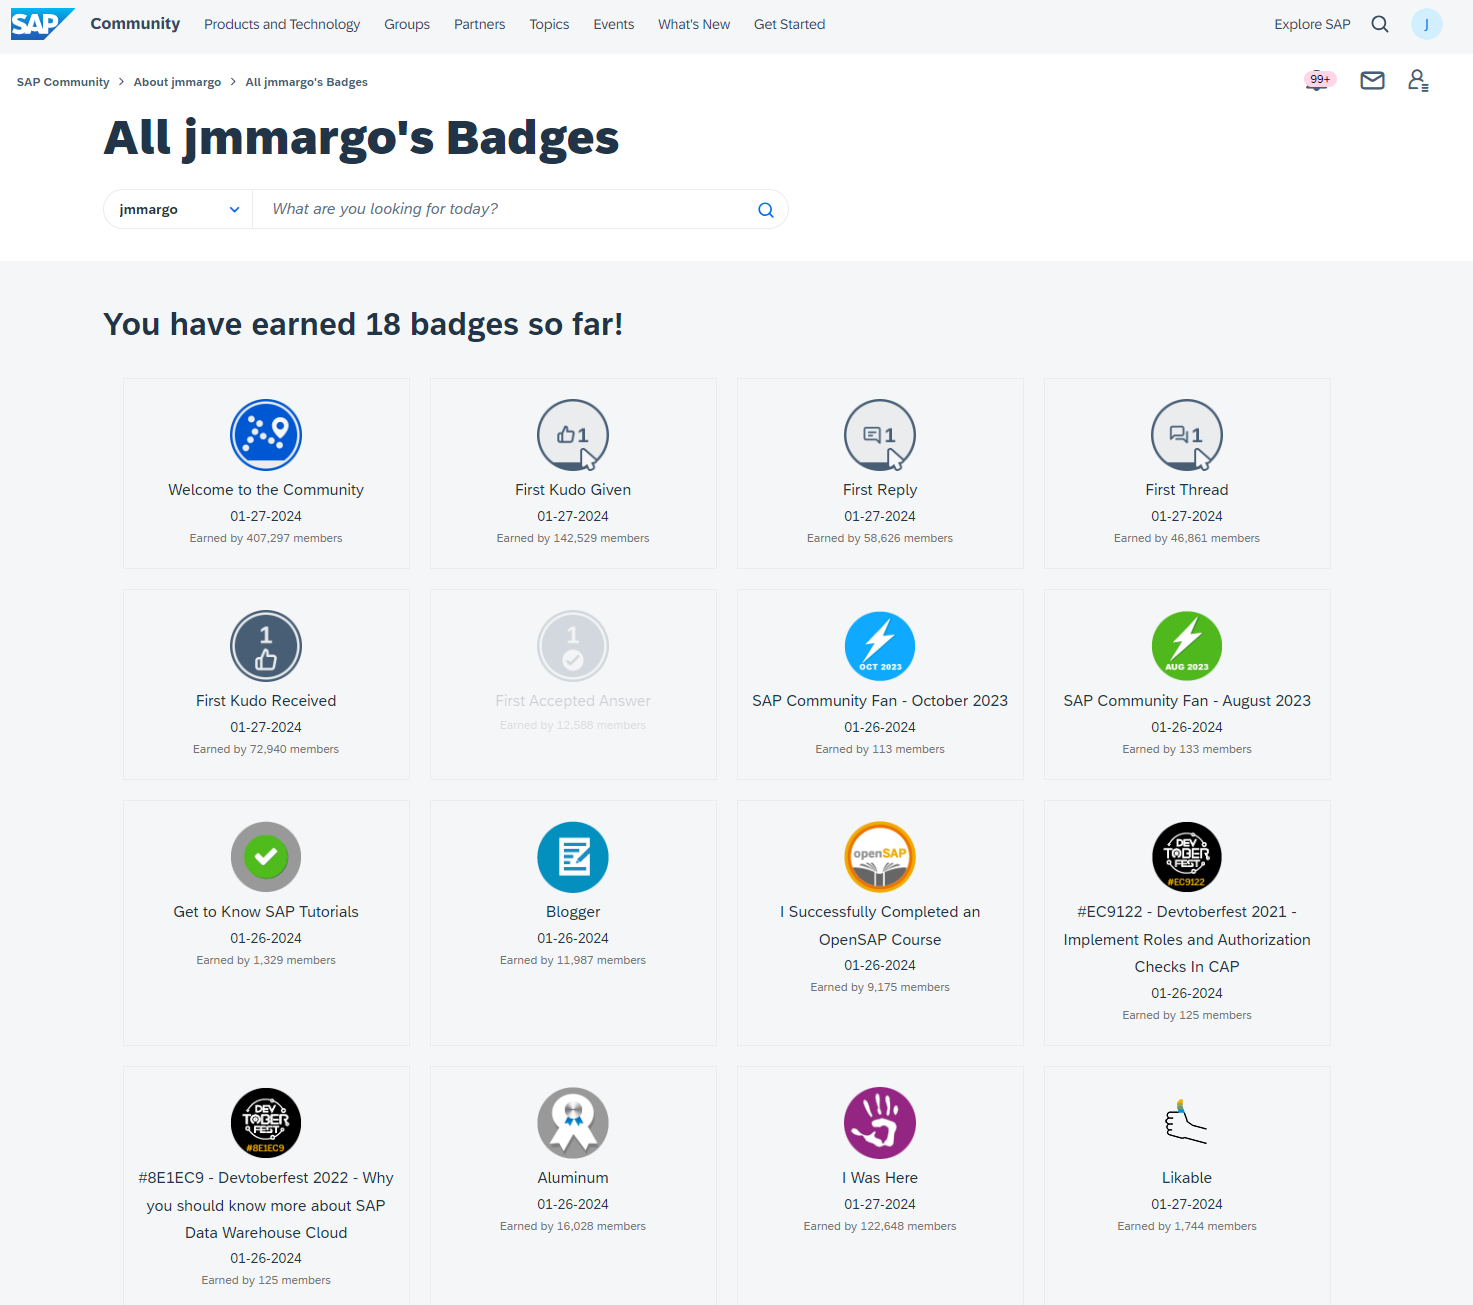 SAP Community Products and Technology Groups Partners Topics Events What's New Get Started Explore SAP J
SAP Community > About jmmargo > All jmmargo's Badges 99+
All jmmargo's Badges
jmmargo What are you looking for today?
You have earned 18 badges so far!
1 1 1
Welcome to the Community First Kudo Given First Reply First Thread
01-27-2024 01-27-2024 01-27-2024 01-27-2024
Earned by 407,297 members Earned by 142,529 members Earned by 58,626 members Earned by 46,861 members
1 1 OCT 2023 AUG 2023
First Kudo Received First Accepted Answer SAP Community Fan - October 2023 SAP Community Fan - August 2023
01-27-2024 Earned by 12,588 members 01-26-2024 01-26-2024
Earned by 72,940 members Earned by 113 members Earned by 133 members
openSAP DEV TOBER FEST #EC9122
Get to Know SAP Tutorials Blogger I Successfully Completed an #EC9122 - Devtoberfest 2021 -
01-26-2024 01-26-2024 OpenSAP Course Implement Roles and Authorization
Earned by 1,329 members Earned by 11,987 members 01-26-2024 Checks In CAP
Earned by 9,175 members 01-26-2024
Earned by 125 members
DEV TOBER FEST #8E1EC9
#8E1EC9 - Devtoberfest 2022 - Why Aluminum I Was Here Likable
you should know more about SAP 01-26-2024 01-27-2024 01-27-2024
Data Warehouse Cloud Earned by 16,028 members Earned by 122,648 members Earned by 1,744 members
01-26-2024
Earned by 125 members